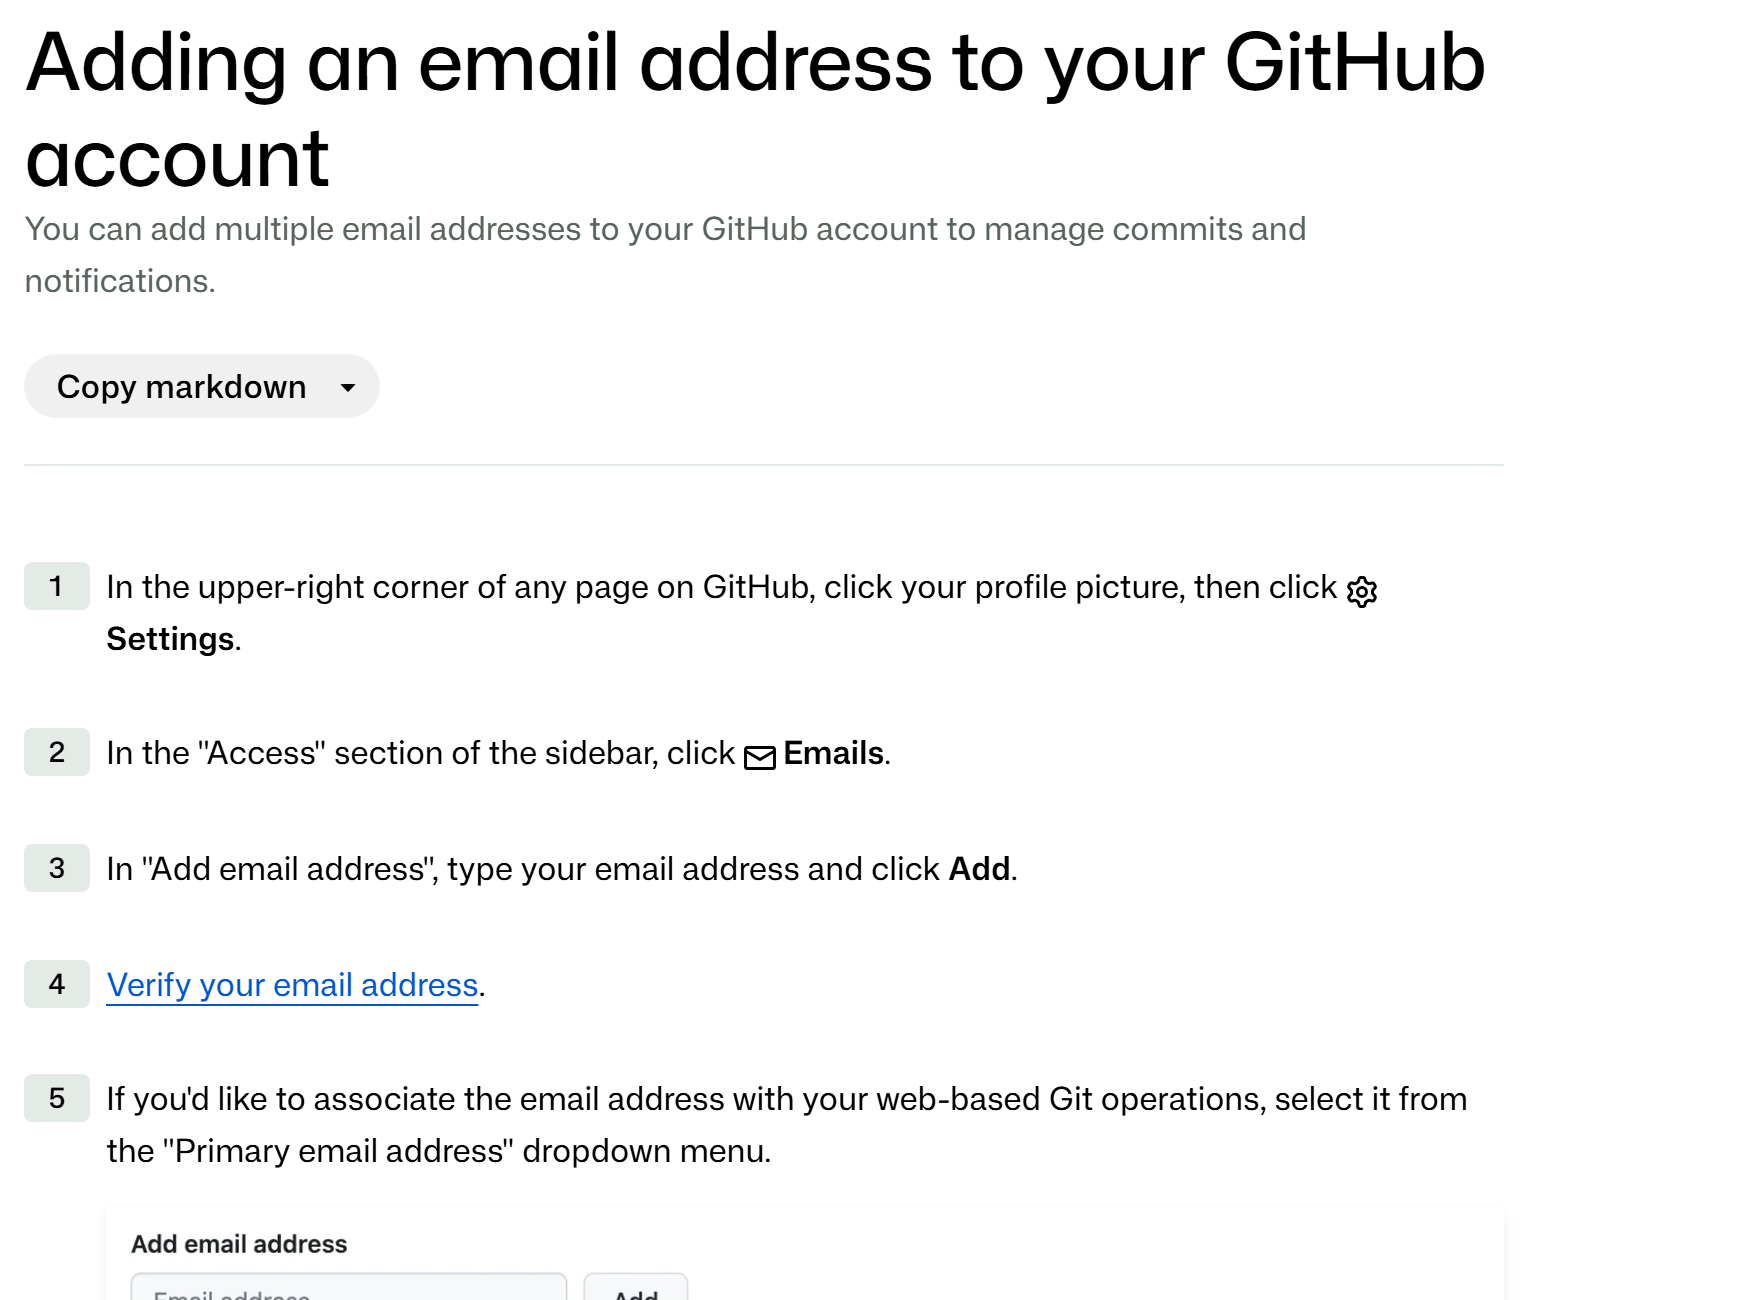 Adding an email address to your GitHub
account
You can add multiple email addresses to your GitHub account to manage commits and
notifications.
Copy markdown
1 In the upper-right corner of any page on GitHub, click your profile picture, then click
Settings.
2 In the "Access" section of the sidebar, click Emails.
3 In "Add email address", type your email address and click Add.
4 Verify your email address.
5 If you'd like to associate the email address with your web-based Git operations, select it from
the "Primary email address" dropdown menu.
Add email address
Email address Add